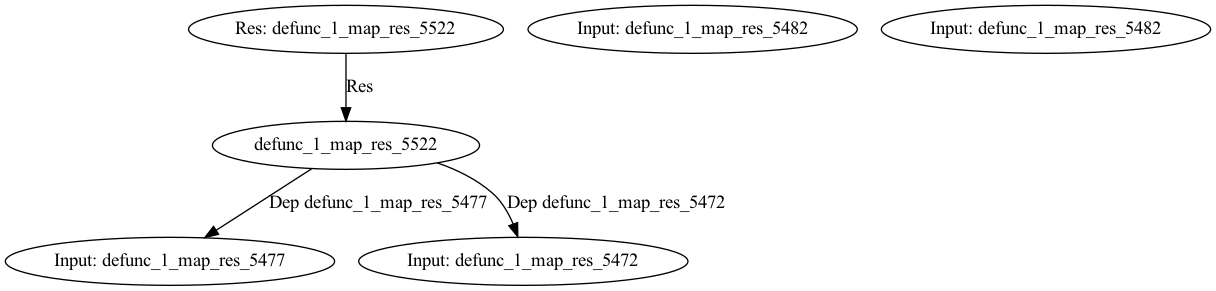 Res: defunc_1_map_res_5522
Input: defunc_1_map_res_5482
Input: defunc_1_map_res_5482
Res
defunc_1_map_res_5522
Dep defunc_1_map_res_5477
Dep defunc_1_map_res_5472
Input: defunc_1_map_res_5477
Input: defunc_1_map_res_5472